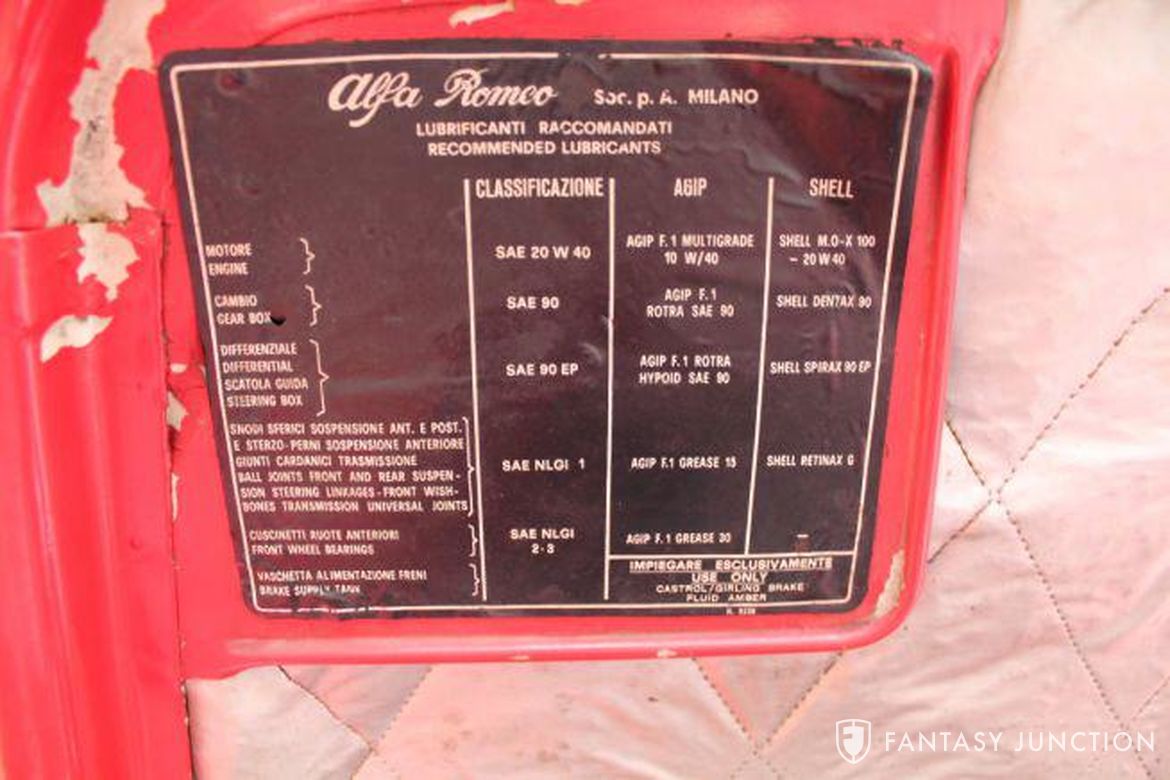 Alfa Romeo Soc. p. A. MILANO
LUBRIFICANTI RACCOMANDATI
RECOMMENDED LUBRICANTS
CLASSIFICAZIONE AGIP SHELL
MOTORE
ENGINE
SAE 20 W 40
AGIP F.1 MULTIGRADE
10 W/40
SHELL M.O-X 100
- 20 W 40
CAMBIO
GEAR BOX
SAE 90
AGIP F.1
ROTRA SAE 90
SHELL DENTAX 90
DIFFERENZIALE
DIFFERENTIAL
SCATOLA GUIDA
STEERING BOX
SAE 90 EP
AGIP F.1 ROTRA
HYPOID SAE 90
SHELL SPIRAX 90 EP
SNODI SFERICI SOSPENSIONE ANT. E POST.
E STERZO-PERNI SOSPENSIONE ANTERIORE
GIUNTI CARDANICI TRASMISSIONE
BALL JOINTS FRONT AND REAR SUSPEN-
SION STEERING LINKAGES-FRONT WISH-
BONES TRANSMISSION UNIVERSAL JOINTS
SAE NLGI 1
AGIP F.1 GREASE 15
SHELL RETINAX G
CUSCINETTI RUOTE ANTERIORI
FRONT WHEEL BEARINGS
SAE NLGI
2-3
AGIP F.1 GREASE 30
–
VASCHETTA ALIMENTAZIONE FRENI
BRAKE SUPPLY TANK
IMPIEGARE ESCLUSIVAMENTE
USE ONLY
CASTROL/GIRLING BRAKE
FLUID AMBER
FANTASY JUNCTION